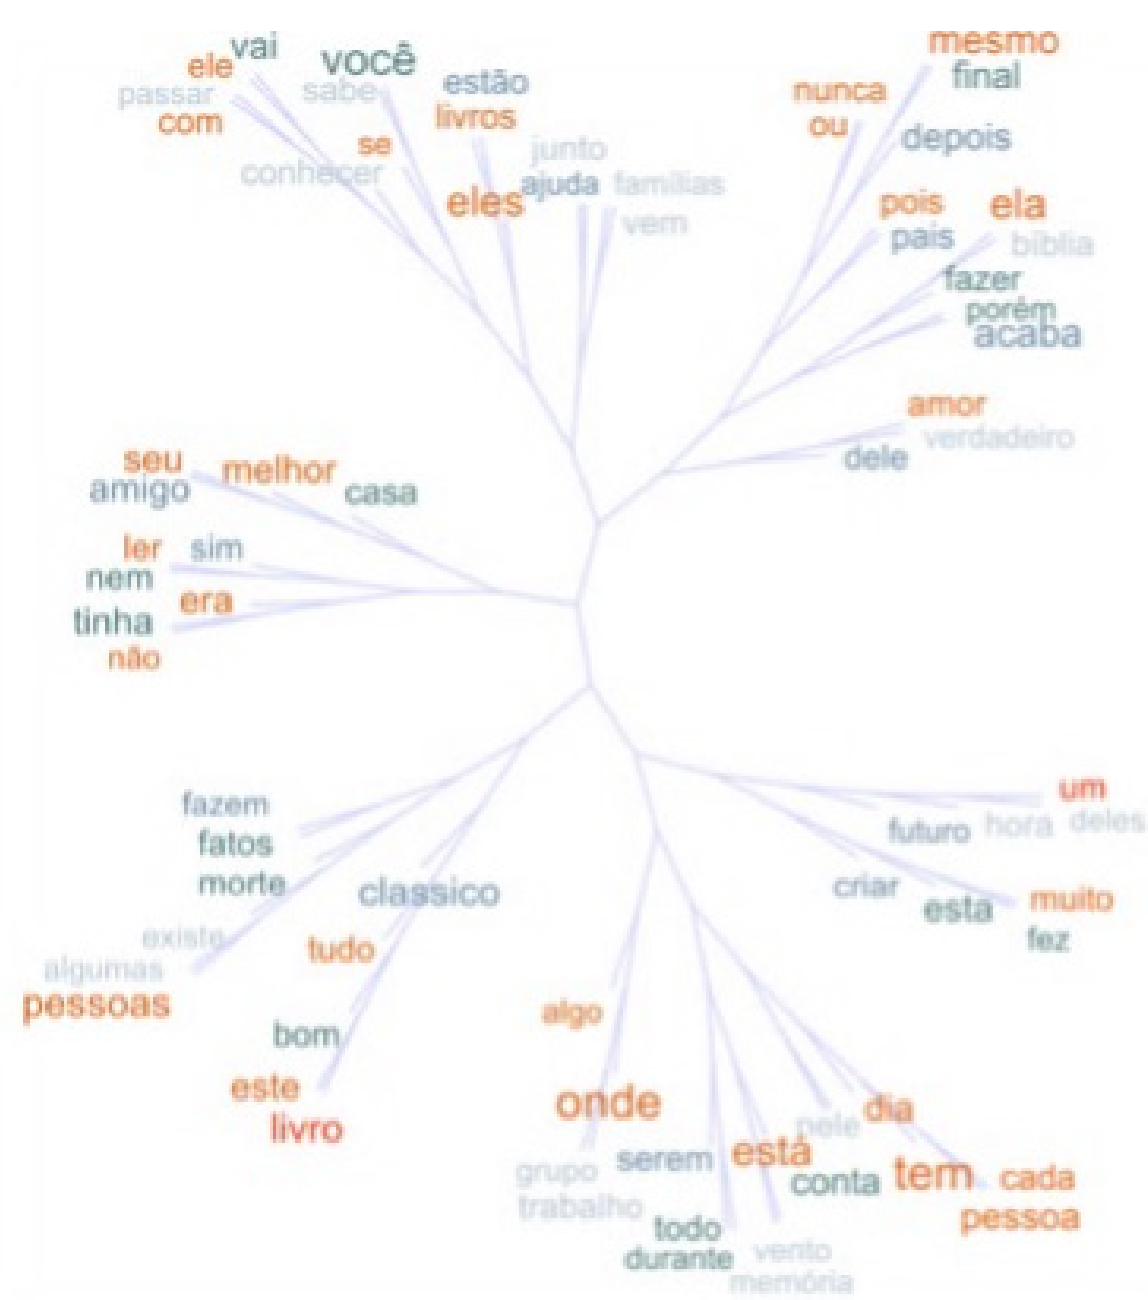 mesmo
vai
ele
você
final
estão
sabe
nunca
passar
livros
com
ou
depois
se
junto
conhecer
ajuda
famílias
eles
pois
ela
vem
pais
bíblia
fazer
porém
acaba
amor
verdadeiro
dele
seu
melhor
amigo
casa
ler
sim
nem
era
tinha
não
um
fazem
futuro
hora
deles
fatos
morte
criar
classico
muito
esta
existe
fez
tudo
algumas
pessoas
algo
bom
este
onde
dia
livro
pele
está
serem
tem
cada
grupo
conta
trabalho
pessoa
todo
durante
vento
memória